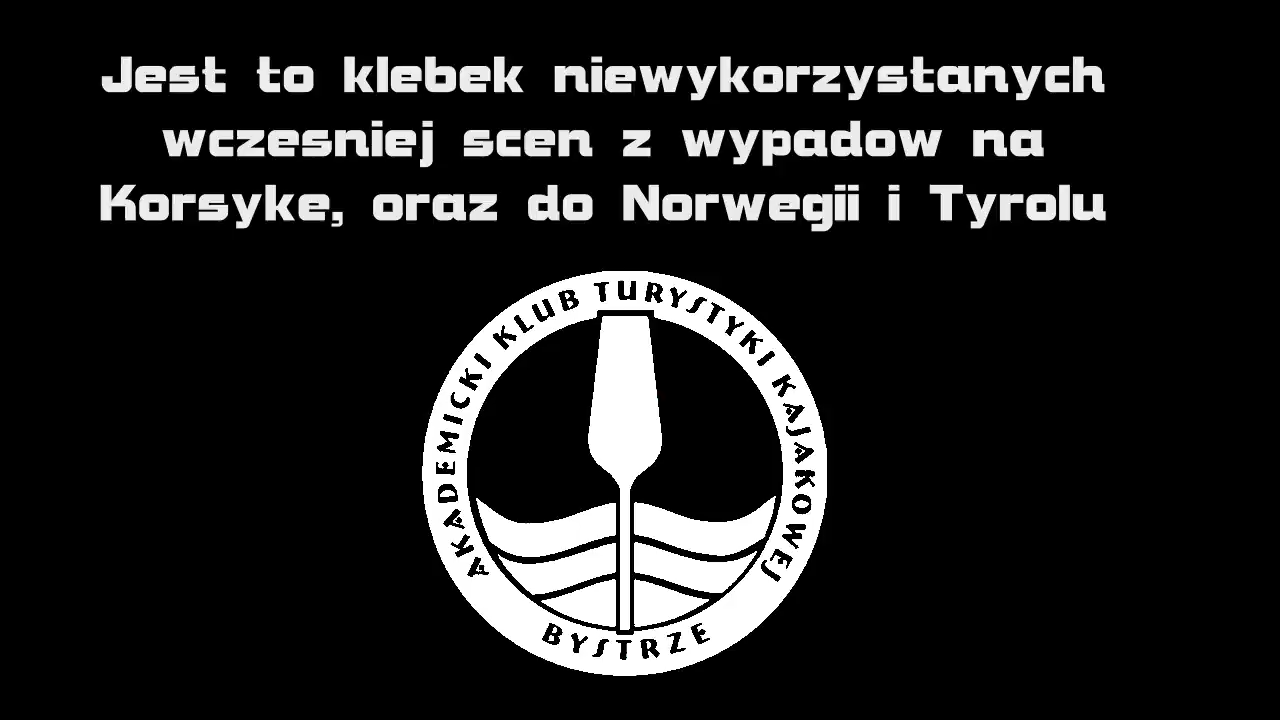 Jest to klebek niewykorzystanych
wczesniej scen z wypadow na
Korsyke, oraz do Norwegii i Tyrolu
AKADEMICKI KLUB TURYSTYKI KAJAKOWEJ
BYSTRZE